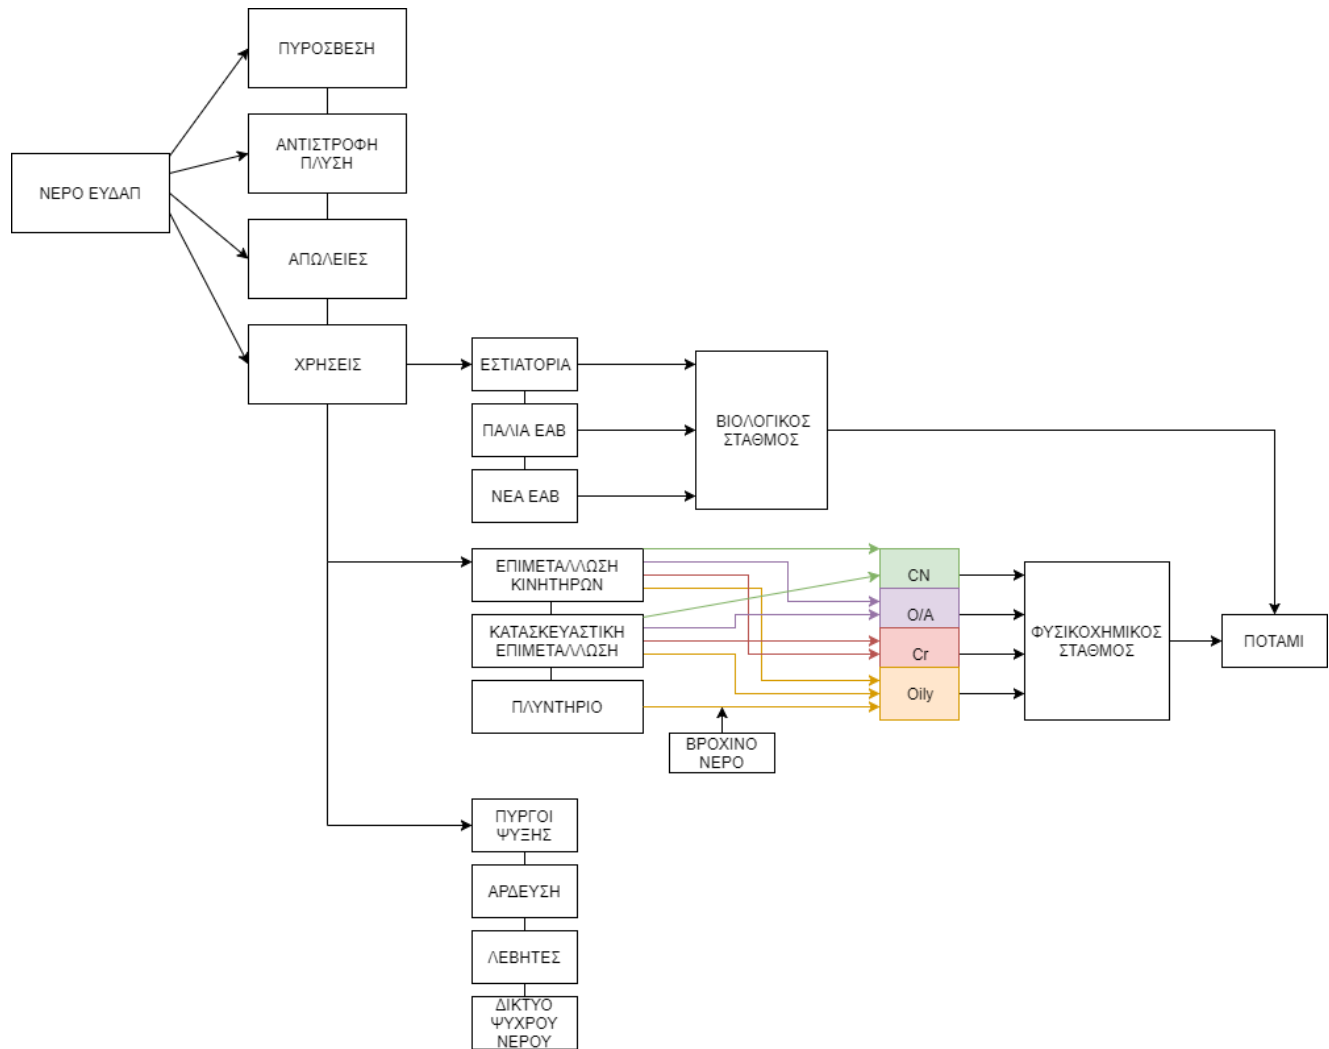 ΠΥΡΟΣΒΕΣΗ
ΑΝΤΙΣΤΡΟΦΗ
ΠΛΥΣΗ
ΝΕΡΟ ΕΥΔΑΠ
ΑΠΩΛΕΙΕΣ
ΧΡΗΣΕΙΣ
ΕΣΤΙΑΤΟΡΙΑ
ΠΑΛΙΑ ΕΑΒ
ΝΕΑ ΕΑΒ
ΒΙΟΛΟΓΙΚΟΣ
ΣΤΑΘΜΟΣ
ΕΠΙΜΕΤΑΛΛΩΣΗ
ΚΙΝΗΤΗΡΩΝ
ΚΑΤΑΣΚΕΥΑΣΤΙΚΗ
ΕΠΙΜΕΤΑΛΛΩΣΗ
ΠΛΥΝΤΗΡΙΟ
ΒΡΟΧΙΝΟ
ΝΕΡΟ
CN
O/A
Cr
Oily
ΦΥΣΙΚΟΧΗΜΙΚΟΣ
ΣΤΑΘΜΟΣ
ΠΟΤΑΜΙ
ΠΥΡΓΟΙ
ΨΥΞΗΣ
ΑΡΔΕΥΣΗ
ΛΕΒΗΤΕΣ
ΔΙΚΤΥΟ
ΨΥΧΡΟΥ
ΝΕΡΟΥ